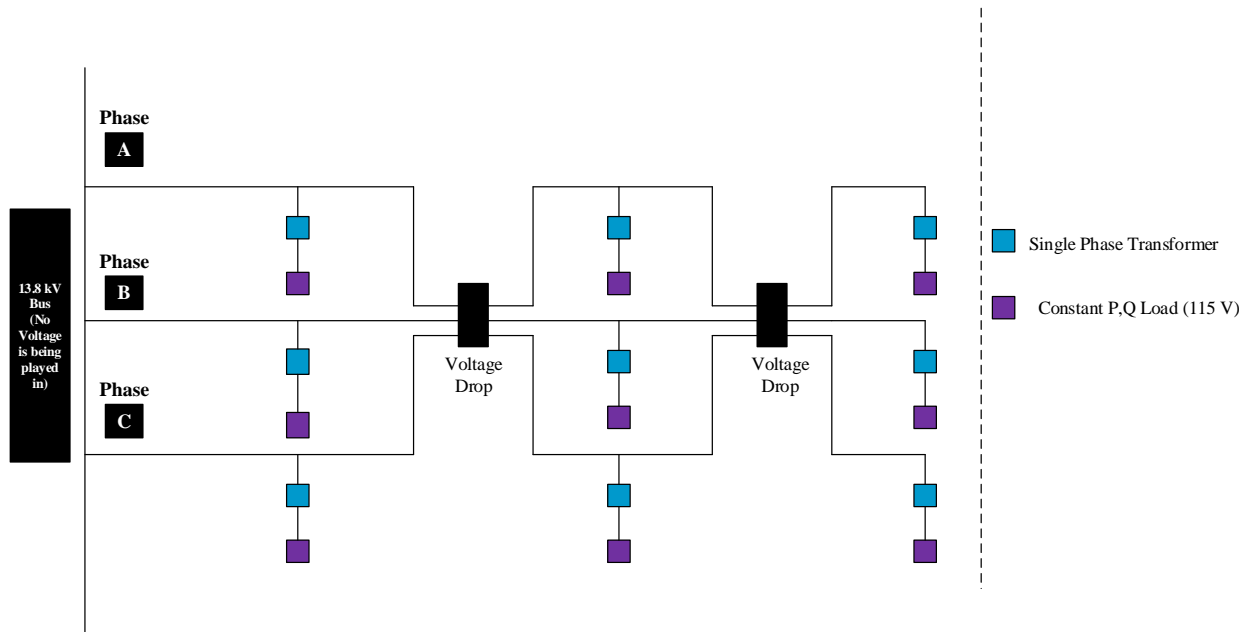 Phase
A
Phase
B
13.8 kV
Bus
(No
Voltage
is being
played
in)
Phase
C
Voltage
Drop
Voltage
Drop
Single Phase Transformer
Constant P,Q Load (115 V)